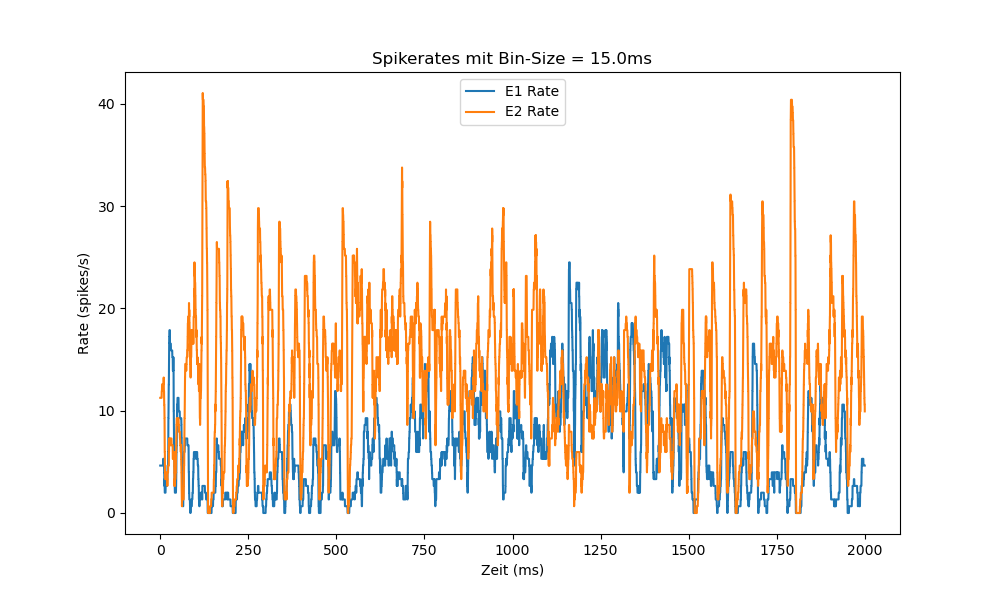 Spikerates mit Bin-Size = 15.0ms
E1 Rate
E2 Rate
Rate (spikes/s)
40
30
20
10
0
0 250 500 750 1000 1250 1500 1750 2000
Zeit (ms)